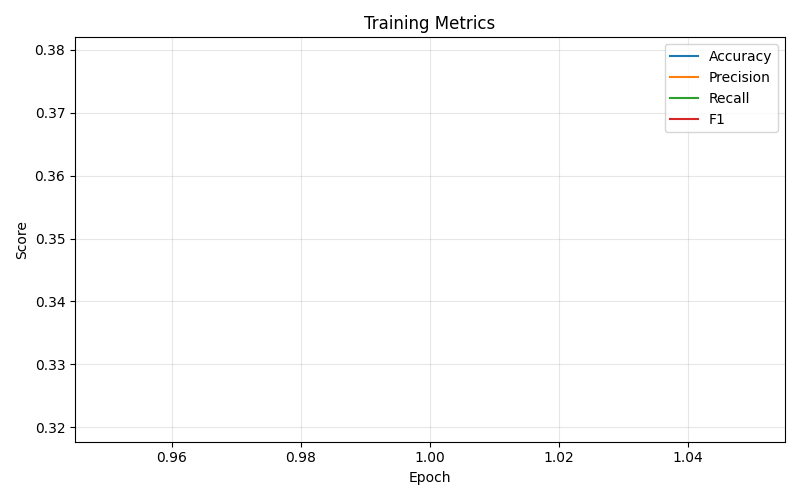 Training Metrics
Accuracy
Precision
Recall
F1
0.38
0.37
0.36
0.35
0.34
0.33
0.32
Score
0.96
0.98
1.00
1.02
1.04
Epoch